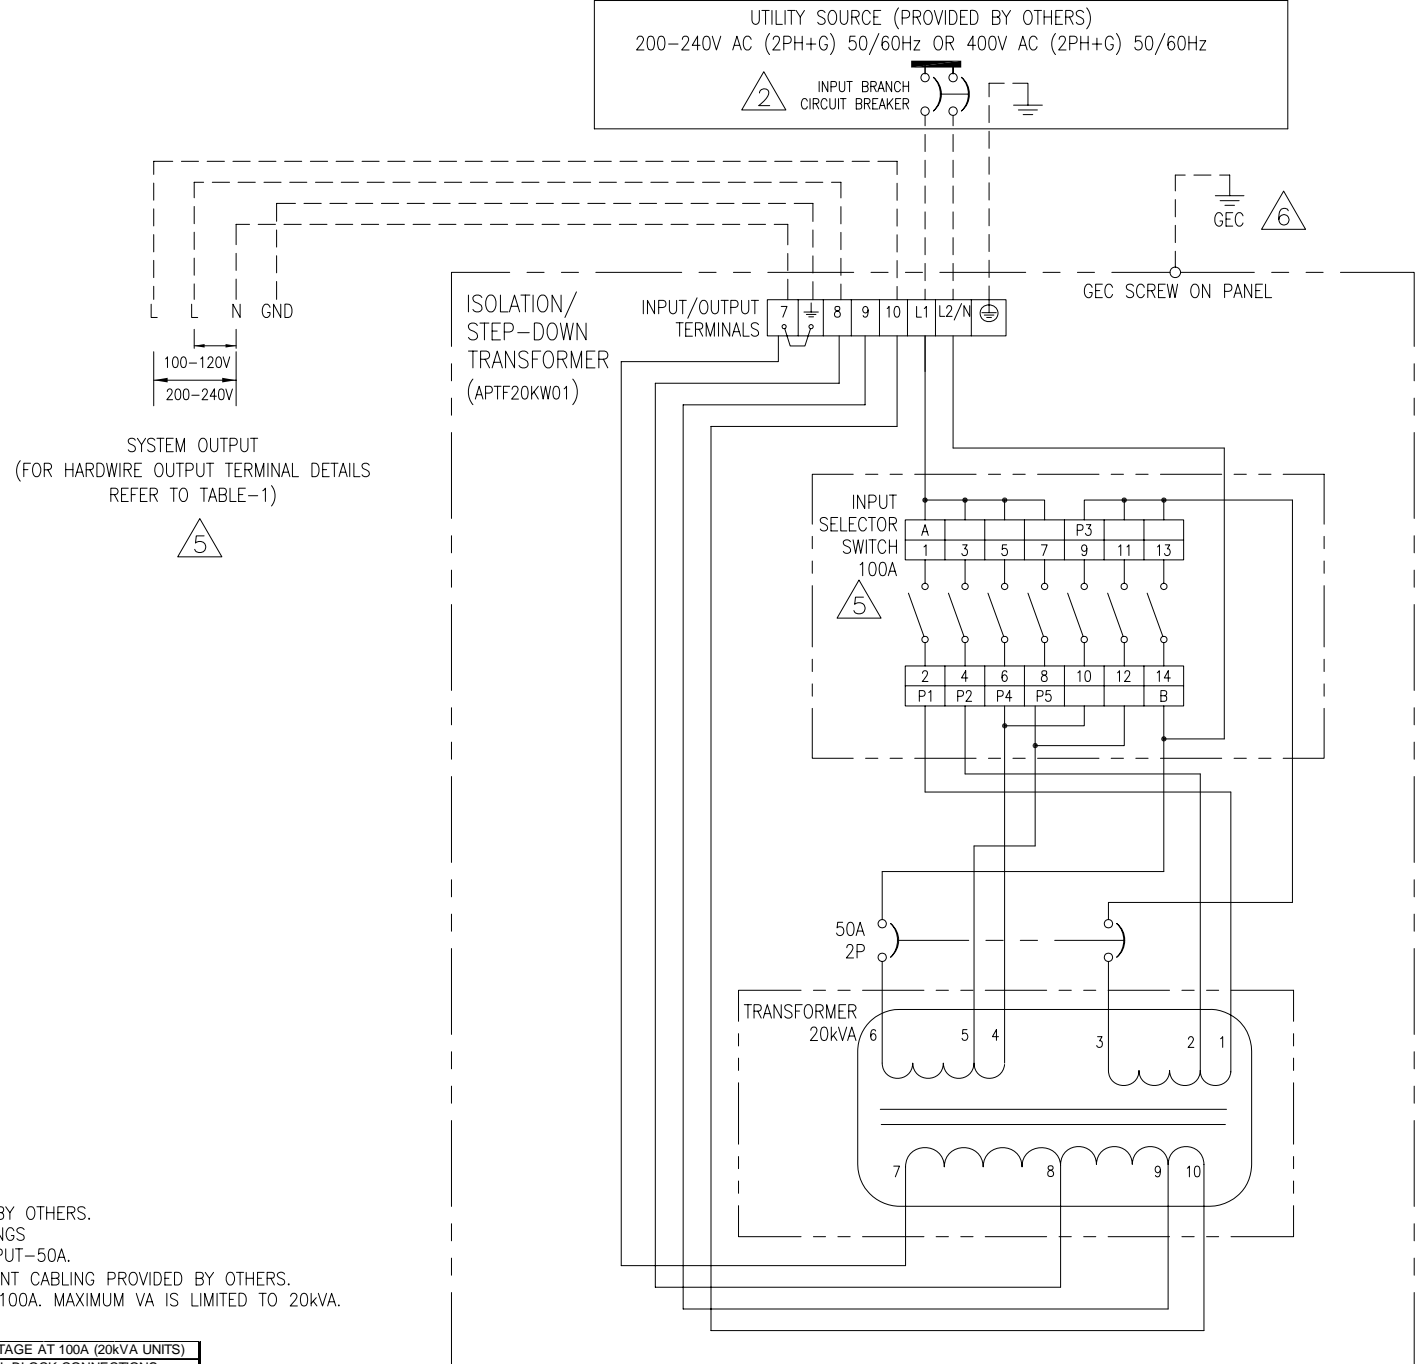 UTILITY SOURCE (PROVIDED BY OTHERS)
200-240V AC (2PH+G) 50/60Hz OR 400V AC (2PH+G) 50/60Hz
2
INPUT BRANCH
CIRCUIT BREAKER
GEC
6
GEC SCREW ON PANEL
L L N GND
100-120V
200-240V
SYSTEM OUTPUT
(FOR HARDWIRE OUTPUT TERMINAL DETAILS
REFER TO TABLE-1)
5
ISOLATION/
STEP-DOWN
TRANSFORMER
(APTF20KW01)
INPUT/OUTPUT
TERMINALS
7 8 9 10 L1 L2/N
INPUT
SELECTOR
SWITCH
100A
5
A P3
1 3 5 7 9 11 13
2 4 6 8 10 12 14
P1 P2 P4 P5 B
50A
2P
TRANSFORMER
20kVA
6 5 4 3 2 1
7 8 9 10
BY OTHERS.
NGS
PUT-50A.
NT CABLING PROVIDED BY OTHERS.
100A. MAXIMUM VA IS LIMITED TO 20kVA.
TAGE AT 100A (20kVA UNITS)